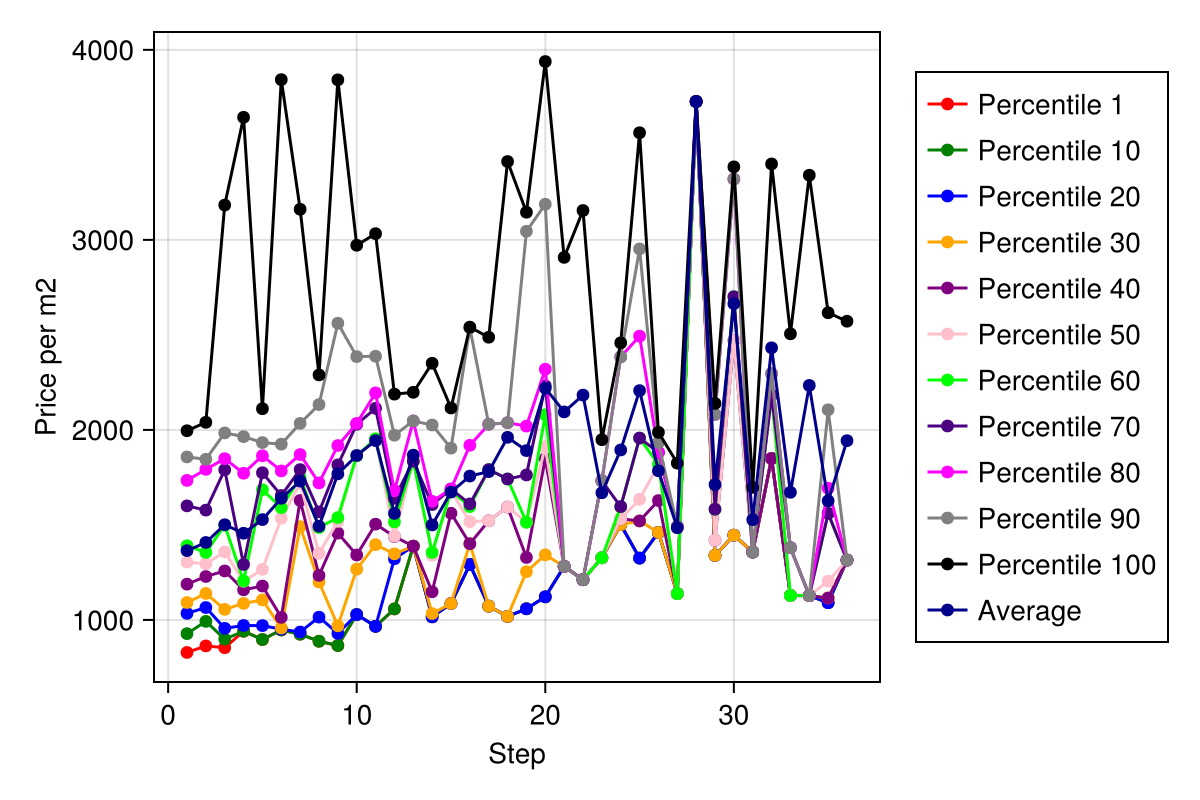 4000
3000
2000
1000
Price per m2
0 10 20 30
Step
Percentile 1
Percentile 10
Percentile 20
Percentile 30
Percentile 40
Percentile 50
Percentile 60
Percentile 70
Percentile 80
Percentile 90
Percentile 100
Average